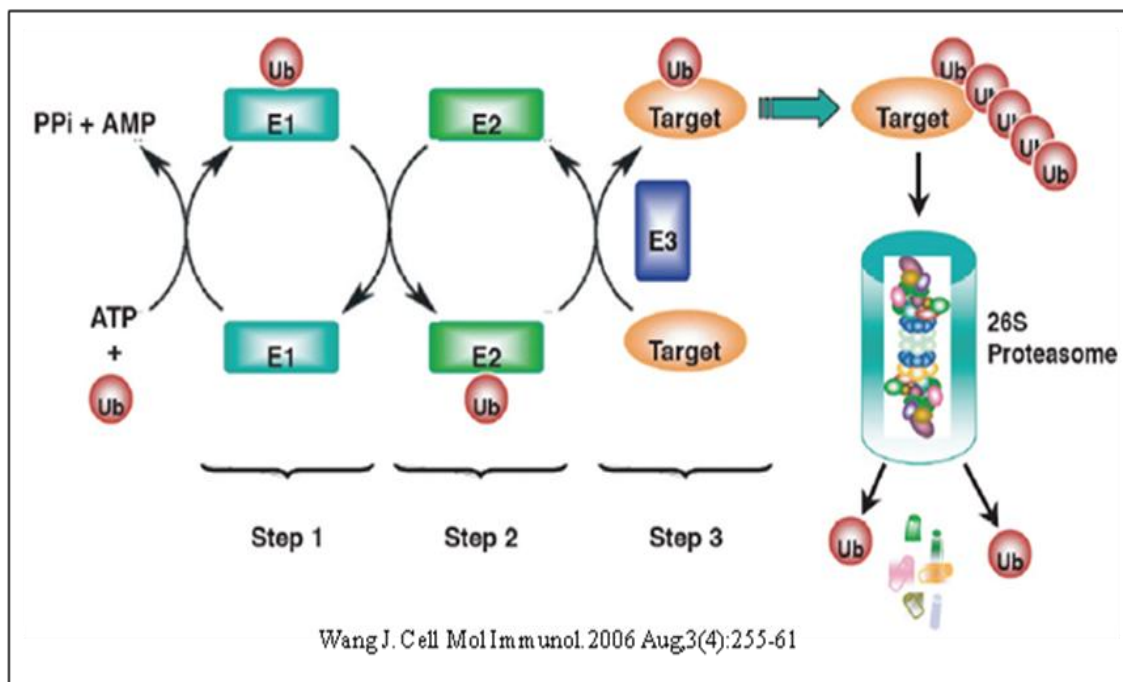 Ub
E1
PPi + AMP
ATP
+
Ub
E1
Step 1
E2
E2
Ub
Step 2
Ub
Target
E3
Target
Step 3
Target
Ub
Ub
Ub
Ub
Ub
26S
Proteasome
Ub
Ub
Wang J. Cell Mol Immunol. 2006 Aug;3(4):255-61